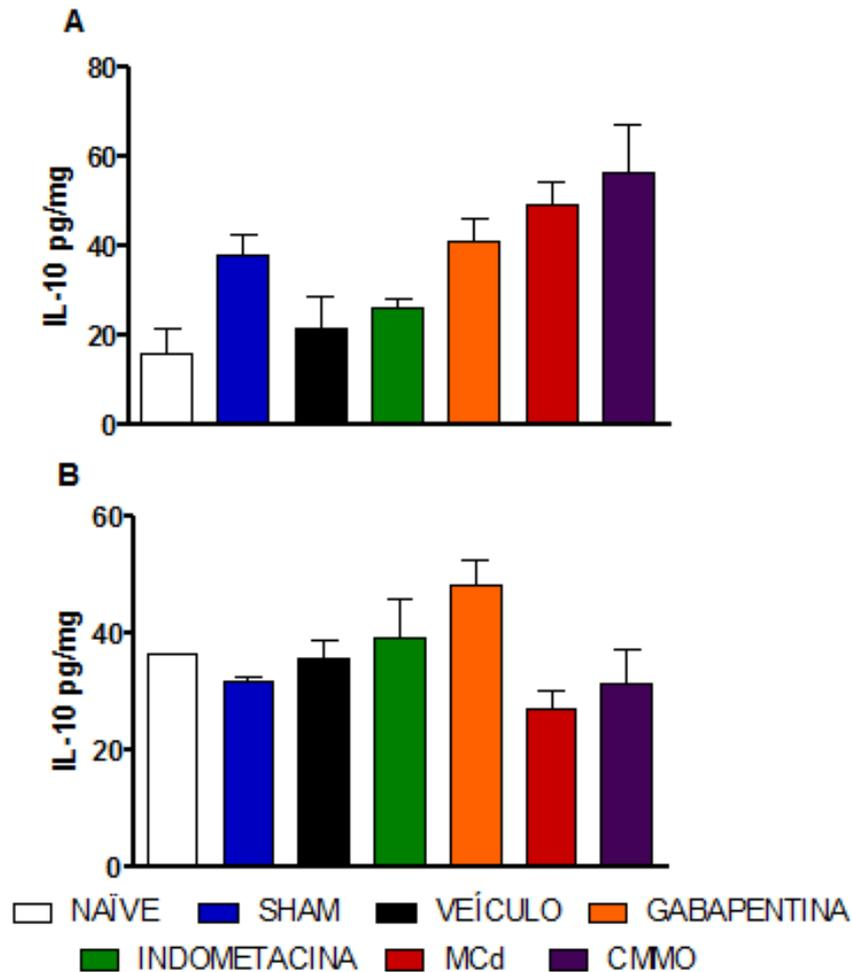 A
80
60
40
20
0
IL-10 pg/mg
B
60
40
20
0
IL-10 pg/mg
NAÏVE SHAM VEÍCULO GABAPENTINA
INDOMETACINA MCd CMMO